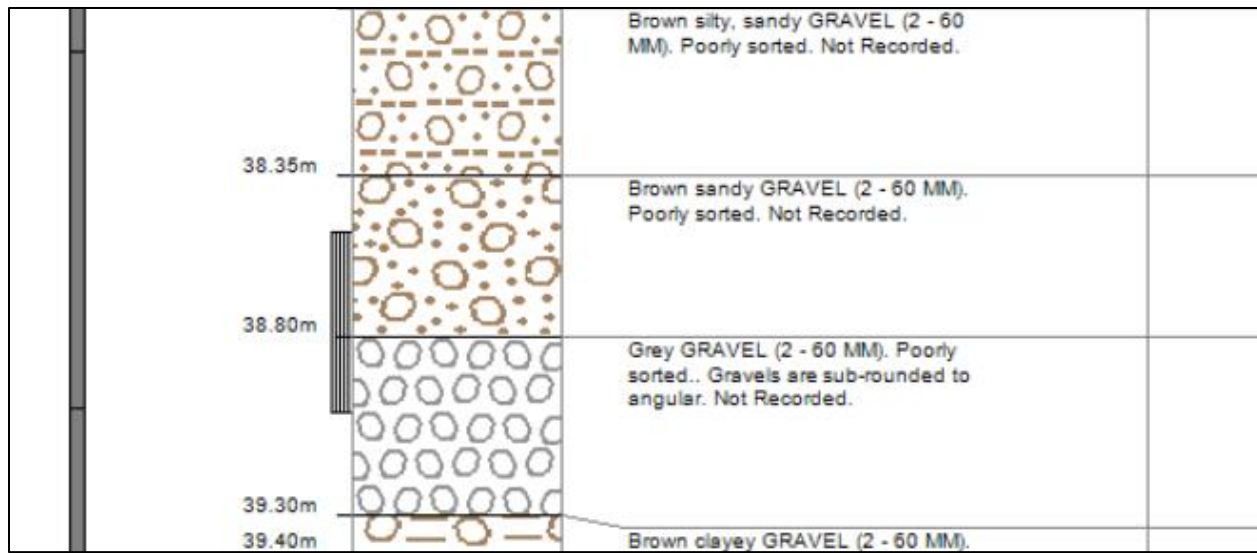 Brown silty, sandy GRAVEL (2 - 60
MM). Poorly sorted. Not Recorded.
38.35m
Brown sandy GRAVEL (2 - 60 MM).
Poorly sorted. Not Recorded.
38.80m
Grey GRAVEL (2 - 60 MM). Poorly
sorted.. Gravels are sub-rounded to
angular. Not Recorded.
39.30m
39.40m
Brown clayey GRAVEL (2 - 60 MM).